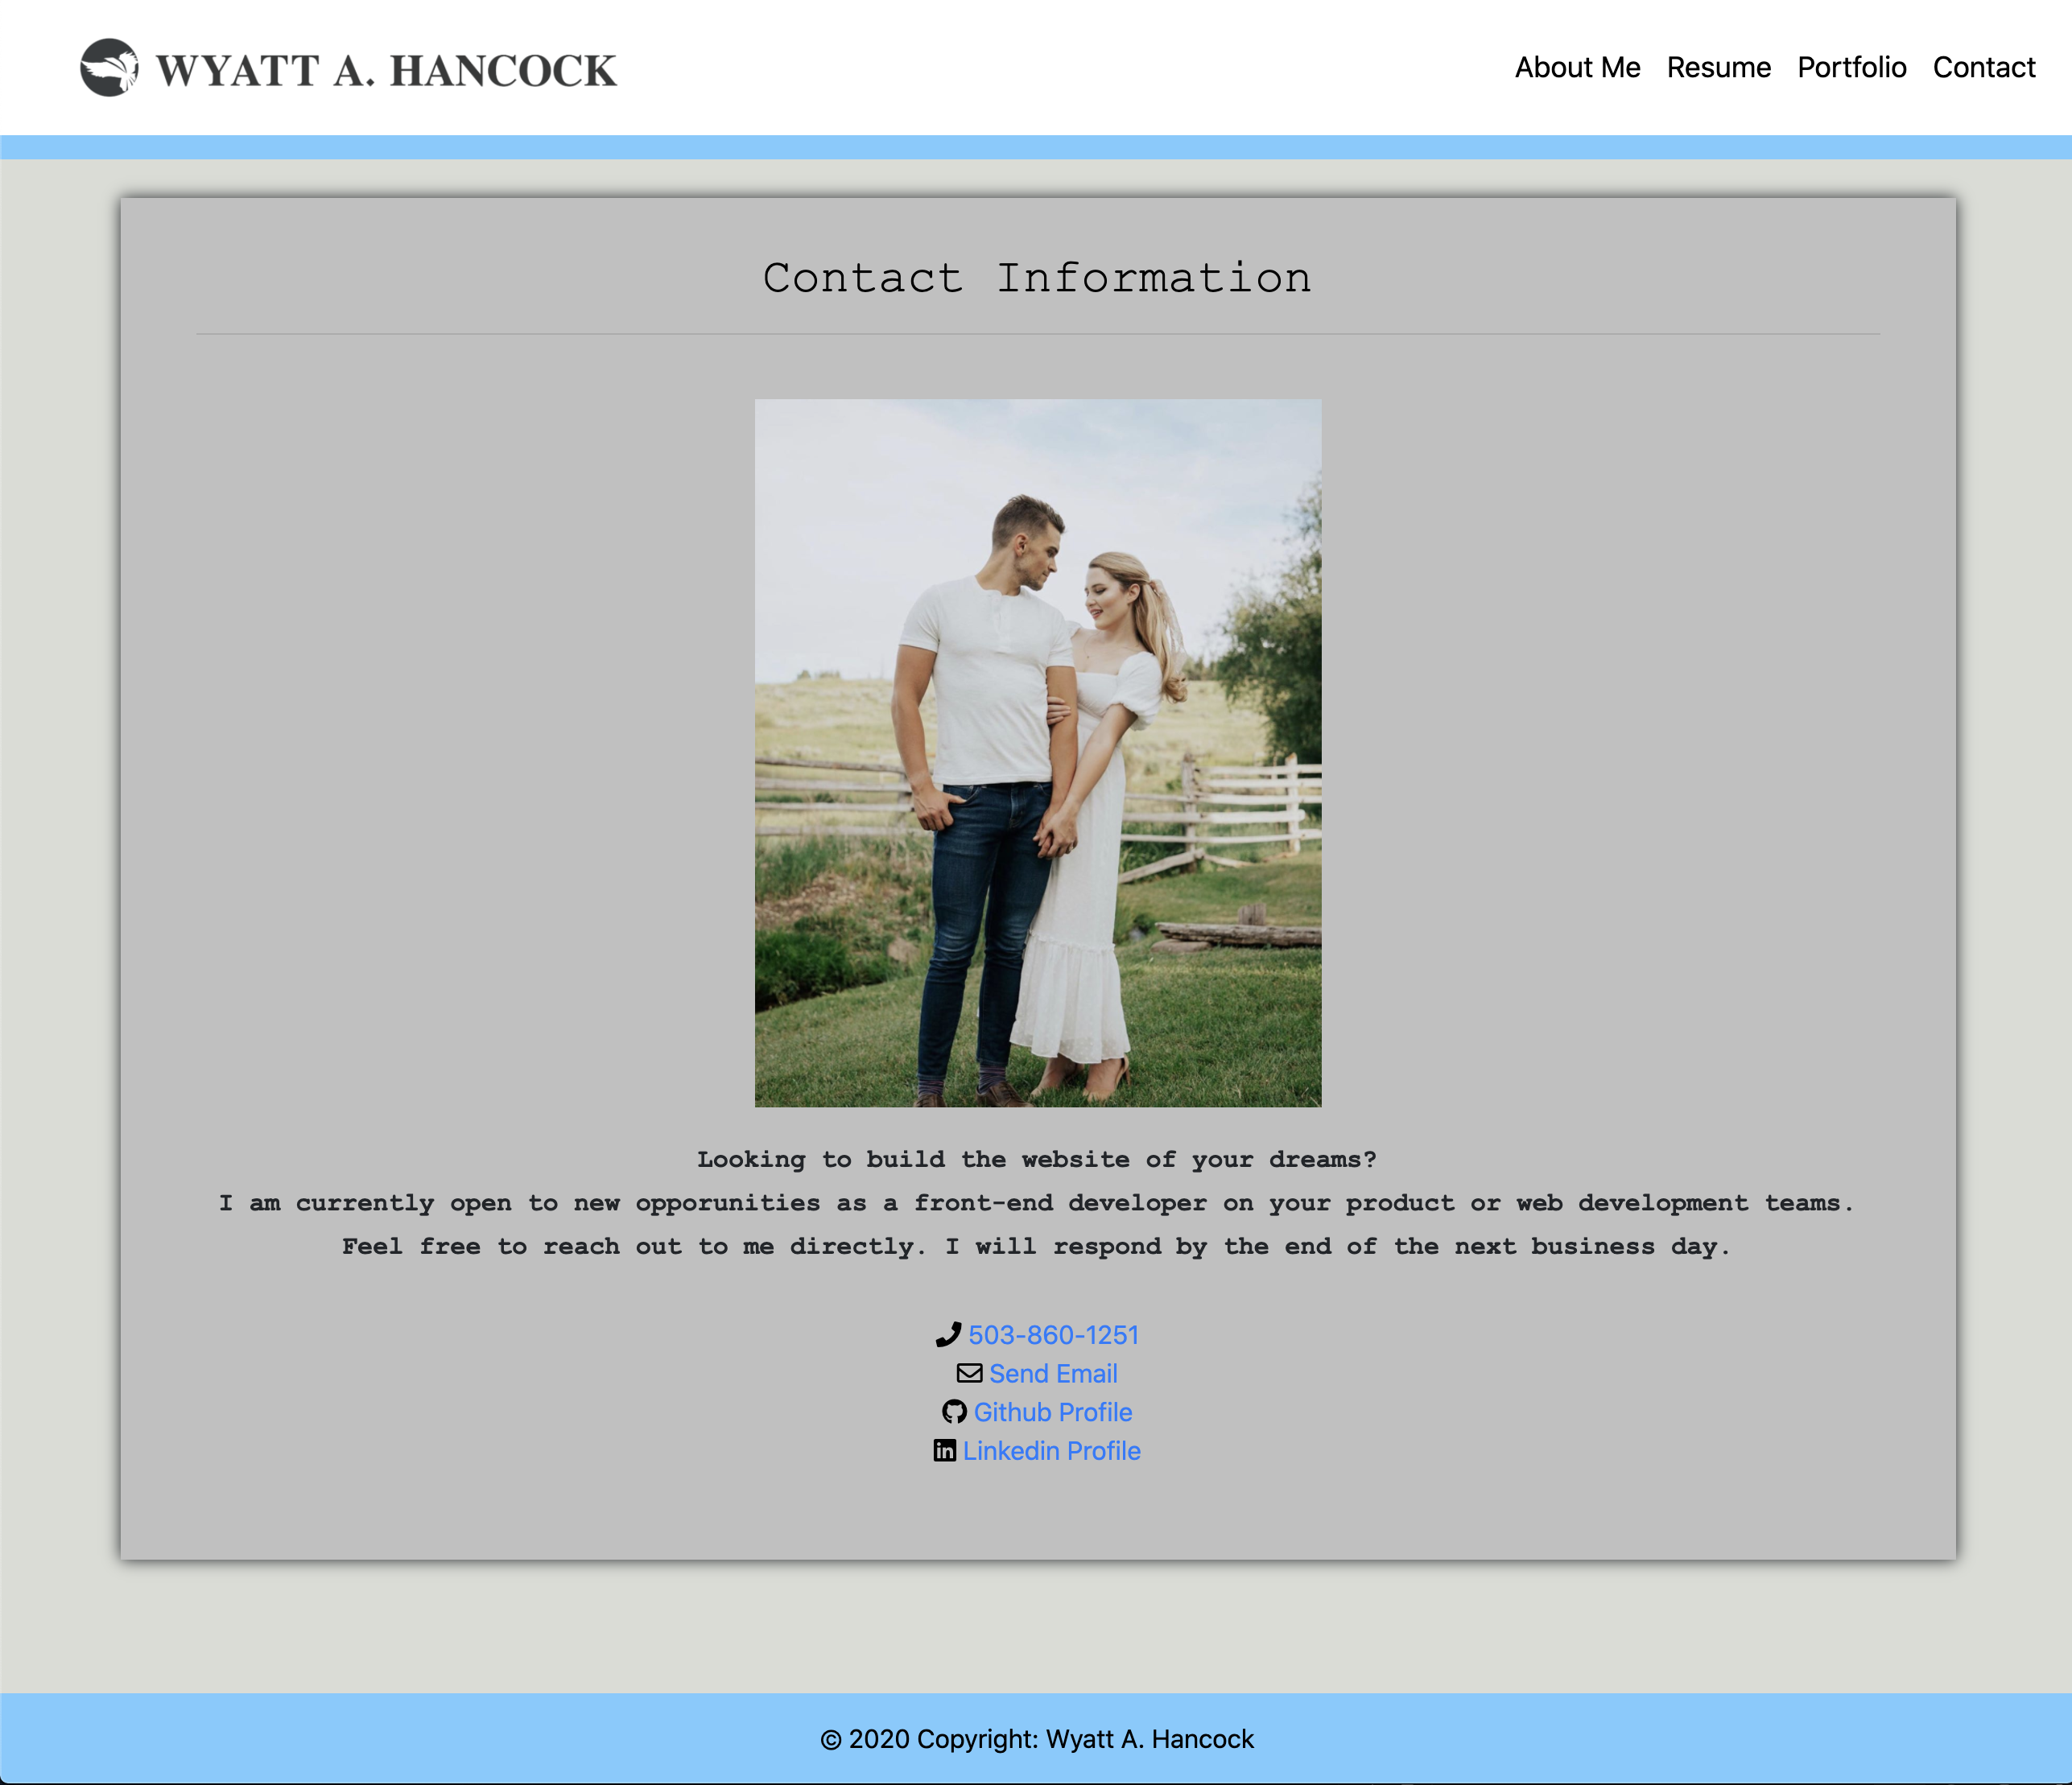 WYATT A. HANCOCK
About Me Resume Portfolio Contact
Contact Information
Looking to build the website of your dreams?
I am currently open to new opporunities as a front-end developer on your product or web development teams.
Feel free to reach out to me directly. I will respond by the end of the next business day.
503-860-1251
Send Email
Github Profile
Linkedin Profile
© 2020 Copyright: Wyatt A. Hancock